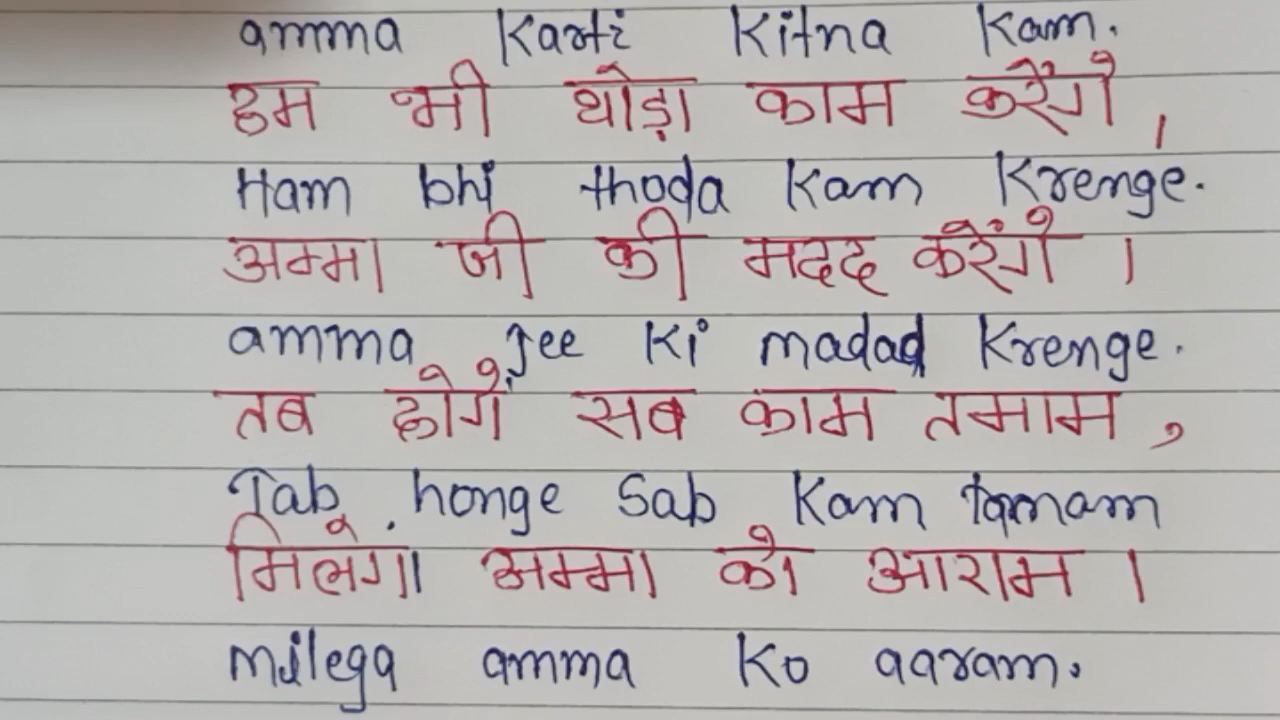 amma Karti Kitna Kam.
हम भी थोड़ा काम करेंगे,
Ham bhi thoda Kam Krenge.
अम्मा जी की मदद करेंगे।
amma Jee Ki madad Krenge.
तब होंगे सब काम तमाम,
Tab honge Sab Kam tamam
मिलेगा अम्मा को आराम।
milega amma Ko aaram.